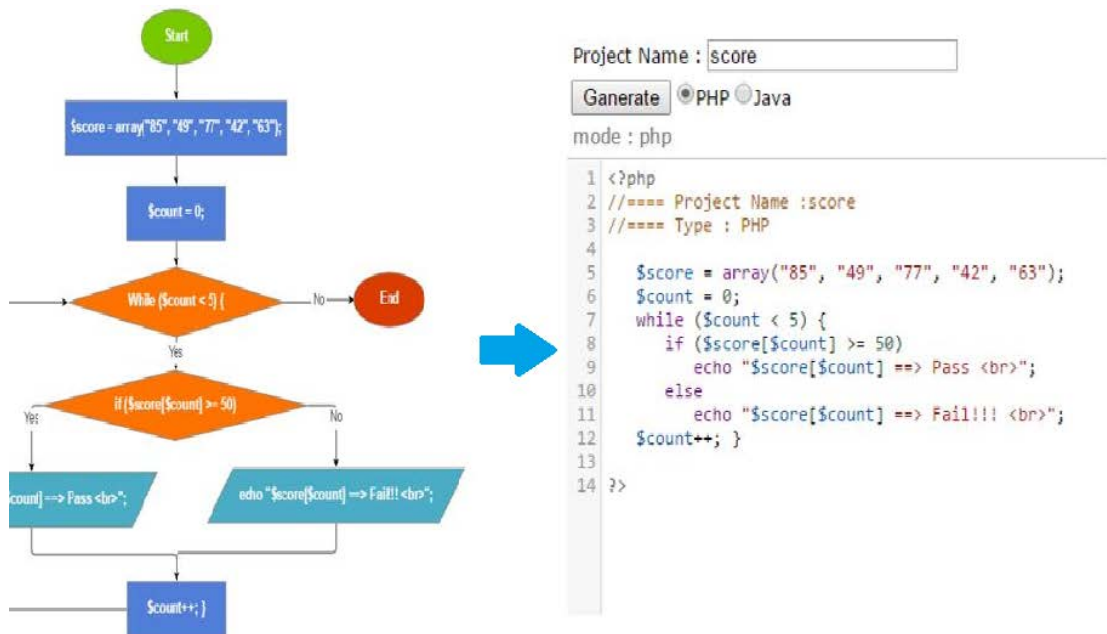 Start
$score = array("85", "49", "77", "42", "63");
$count = 0;
While ($count < 5) {
No
End
Yes
if ($score[$count] >= 50)
Yes
No
count] ==> Pass <br>";
echo "$score[$count] ==> Fail!!! <br>";
$count++; }
Project Name : score
Ganerate PHP Java
mode : php
1 <?php
2 //==== Project Name :score
3 //==== Type : PHP
4
5 $score = array("85", "49", "77", "42", "63");
6 $count = 0;
7 while ($count < 5) {
8 if ($score[$count] >= 50)
9 echo "$score[$count] ==> Pass <br>";
10 else
11 echo "$score[$count] ==> Fail!!! <br>";
12 $count++; }
13
14 ?>